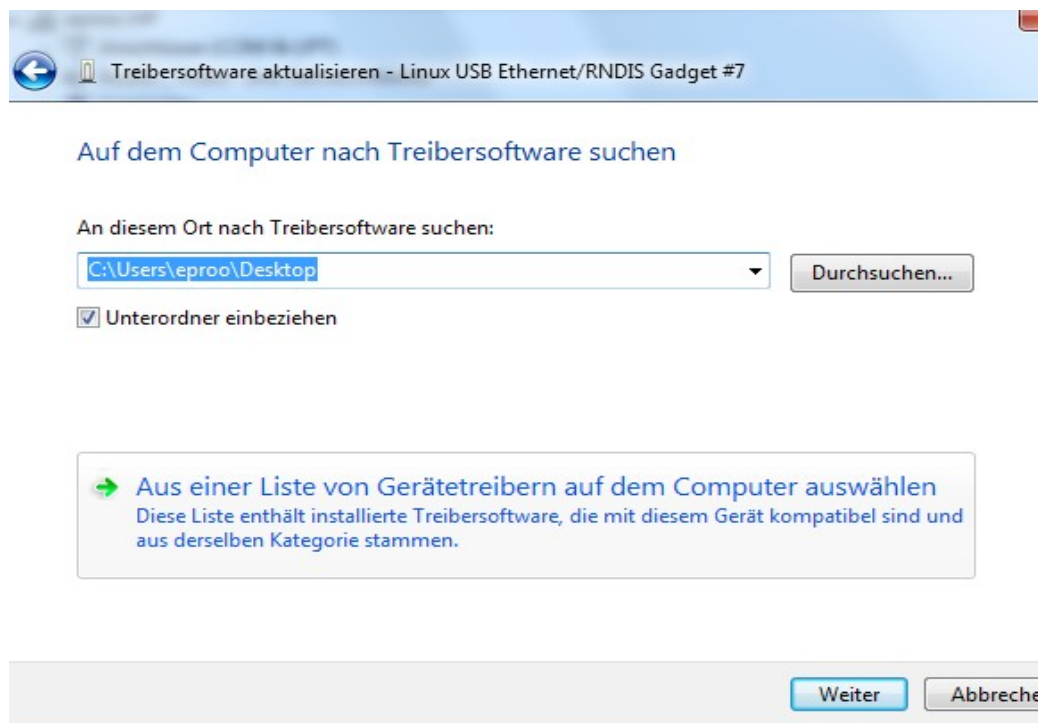 Treibersoftware aktualisieren - Linux USB Ethernet/RNDIS Gadget #7
Auf dem Computer nach Treibersoftware suchen
An diesem Ort nach Treibersoftware suchen:
C:\Users\eproo\Desktop
Durchsuchen...
Unterordner einbeziehen
Aus einer Liste von Gerätetreibern auf dem Computer auswählen
Diese Liste enthält installierte Treibersoftware, die mit diesem Gerät kompatibel sind und
aus derselben Kategorie stammen.
Weiter
Abbreche